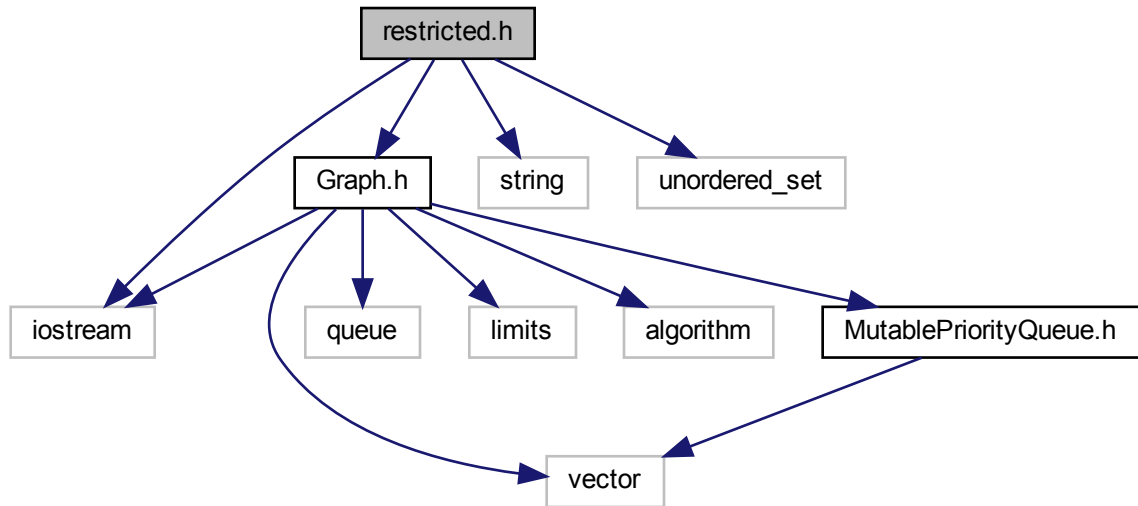 restricted.h
Graph.h
string
unordered_set
iostream
queue
limits
algorithm
MutablePriorityQueue.h
vector